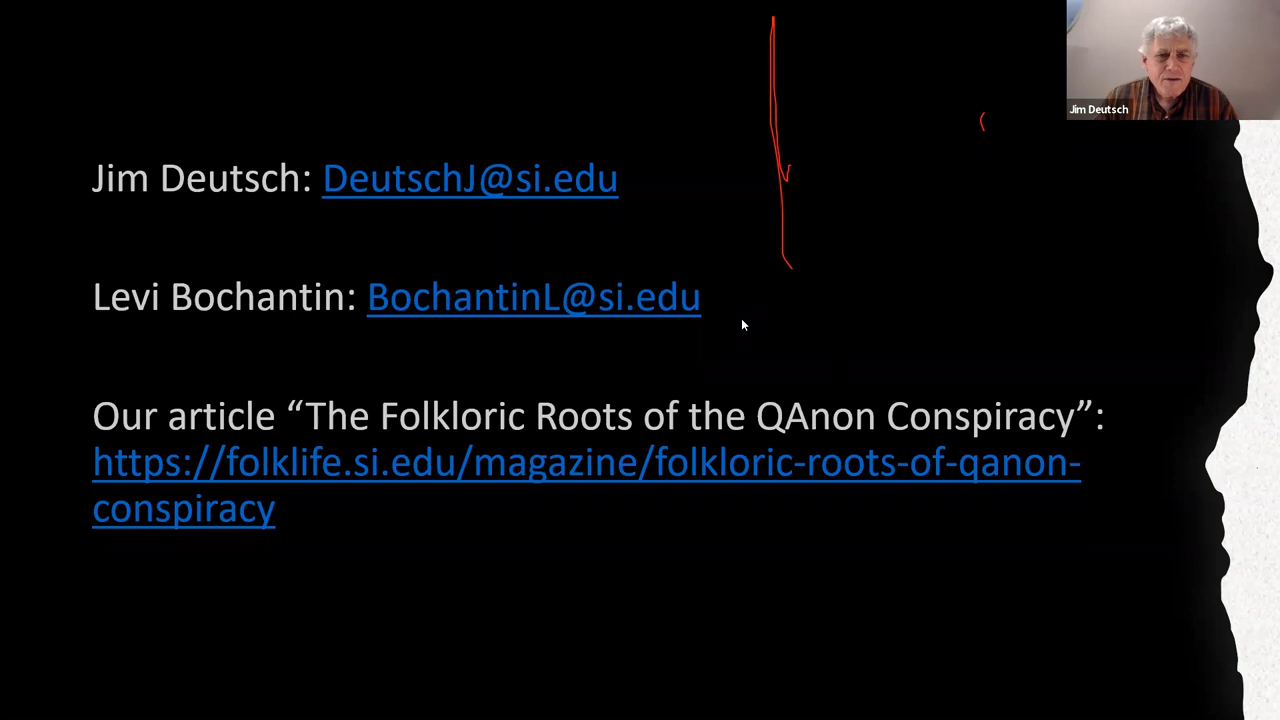 Jim Deutsch
Jim Deutsch: DeutschJ@si.edu
Levi Bochantin: BochantinL@si.edu
Our article “The Folkloric Roots of the QAnon Conspiracy”:
https://folklife.si.edu/magazine/folkloric-roots-of-qanon-
conspiracy